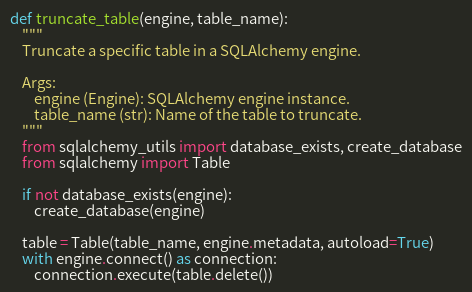 def truncate_table(engine, table_name):
    """
    Truncate a specific table in a SQLAlchemy engine.

    Args:
        engine (Engine): SQLAlchemy engine instance.
        table_name (str): Name of the table to truncate.
    """
    from sqlalchemy_utils import database_exists, create_database
    from sqlalchemy import Table

    if not database_exists(engine):
        create_database(engine)

    table = Table(table_name, engine.metadata, autoload=True)
    with engine.connect() as connection:
        connection.execute(table.delete())